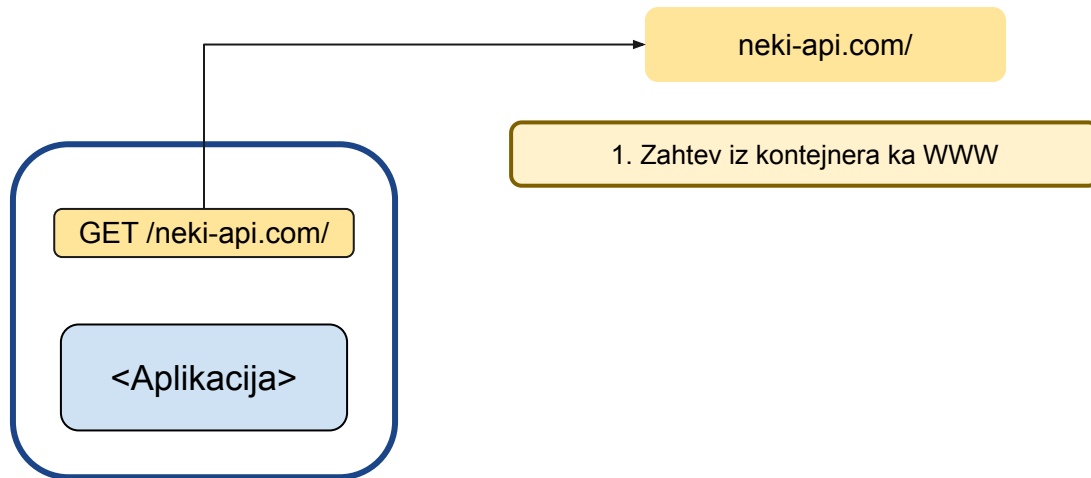 neki-api.com/
1. Zahtev iz kontejnera ka WWW
GET /neki-api.com/
<Aplikacija>